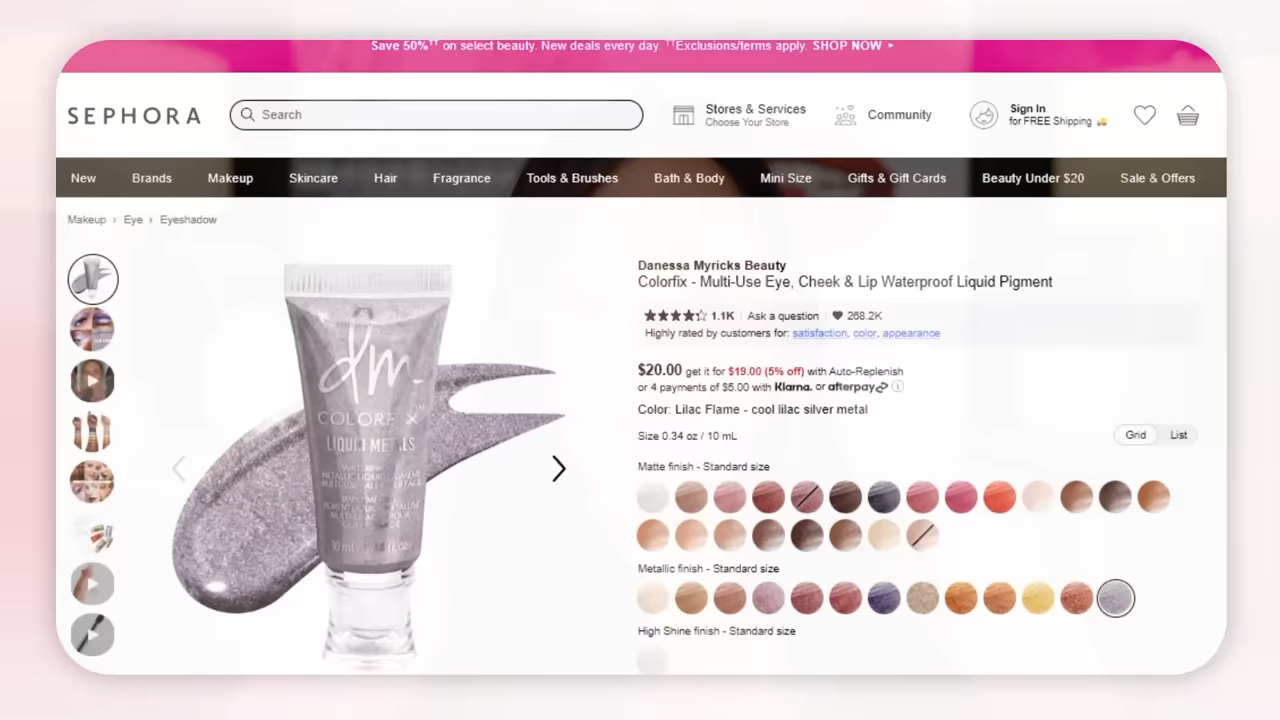 Save 50%†† on select beauty. New deals every day. ††Exclusions/terms apply. SHOP NOW ▸
SEPHORA
Search
Stores & Services
Choose Your Store
Community
Sign In
for FREE Shipping 🚚
New Brands Makeup Skincare Hair Fragrance Tools & Brushes Bath & Body Mini Size Gifts & Gift Cards Beauty Under $20 Sale & Offers
Makeup › Eye › Eyeshadow
dm
COLORFIX™
LIQUID METALS
10 ml
Danessa Myricks Beauty
Colorfix - Multi-Use Eye, Cheek & Lip Waterproof Liquid Pigment
1.1K Ask a question 268.2K
Highly rated by customers for: satisfaction, color, appearance
$20.00 get it for $19.00 (5% off) with Auto-Replenish
or 4 payments of $5.00 with Klarna. or afterpay
Color: Lilac Flame - cool lilac silver metal
Size 0.34 oz / 10 mL
Grid List
Matte finish - Standard size
Metallic finish - Standard size
High Shine finish - Standard size